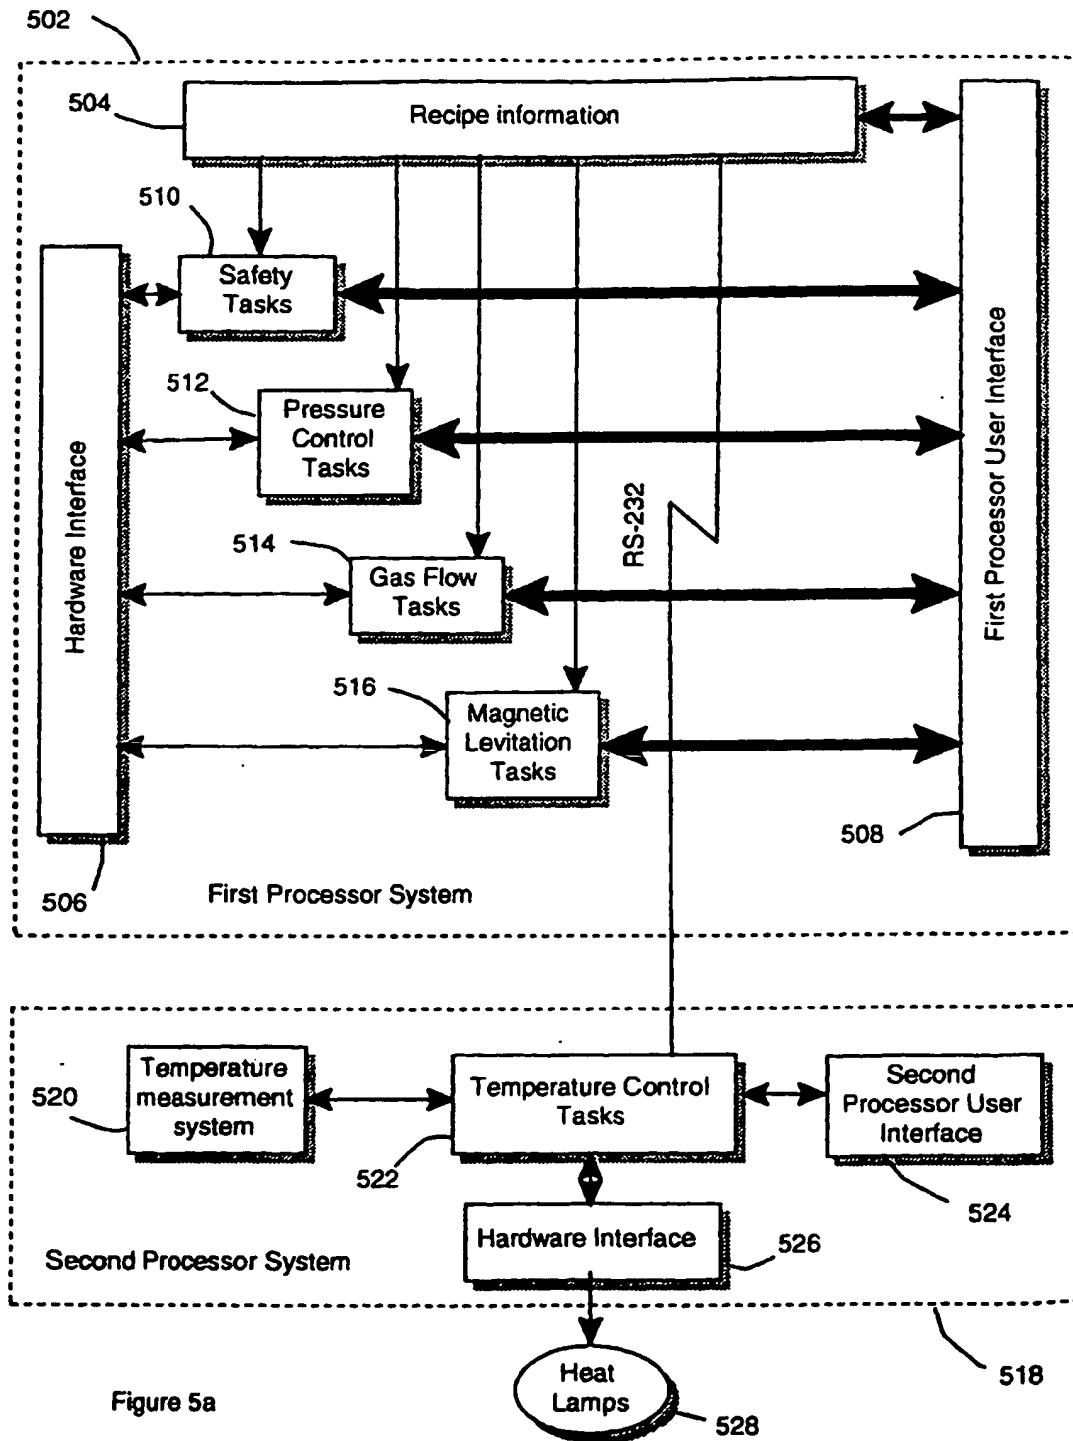 502
504
Recipe information
510
Safety
Tasks
512
Pressure
Control
Tasks
RS-232
Hardware Interface
First Processor User Interface
514
Gas Flow
Tasks
516
Magnetic
Levitation
Tasks
508
506
First Processor System
520
Temperature
measurement
system
Temperature Control
Tasks
Second
Processor User
Interface
522
524
Hardware Interface
526
Second Processor System
518
Heat
Lamps
528
Figure 5a